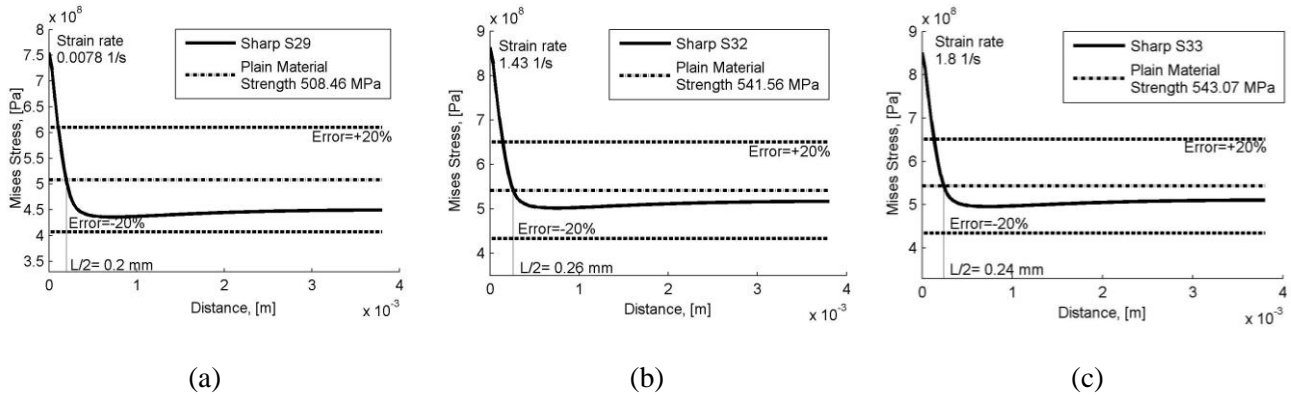 x 10⁸
8
7.5
7
6.5
6
5.5
5
4.5
4
3.5
Mises Stress, [Pa]
Strain rate
0.0078 1/s
Sharp S29
Plain Material
Strength 508.46 MPa
Error=+20%
Error=-20%
L/2= 0.2 mm
0 1 2 3 4
Distance, [m]
x 10⁻³
(a)
x 10⁸
9
8
7
6
5
4
Mises Stress, [Pa]
Strain rate
1.43 1/s
Sharp S32
Plain Material
Strength 541.56 MPa
Error=+20%
Error=-20%
L/2= 0.26 mm
0 1 2 3 4
Distance, [m]
x 10⁻³
(b)
x 10⁸
9
8
7
6
5
4
Mises Stress, [Pa]
Strain rate
1.8 1/s
Sharp S33
Plain Material
Strength 543.07 MPa
Error=+20%
Error=-20%
L/2= 0.24 mm
0 1 2 3 4
Distance, [m]
x 10⁻³
(c)